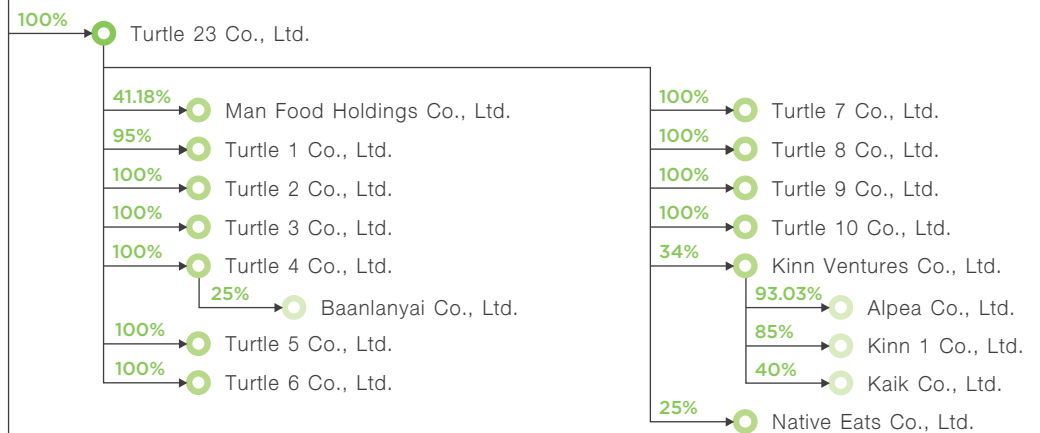 100%
Turtle 23 Co., Ltd.
41.18%
Man Food Holdings Co., Ltd.
95%
Turtle 1 Co., Ltd.
100%
Turtle 2 Co., Ltd.
100%
Turtle 3 Co., Ltd.
100%
Turtle 4 Co., Ltd.
25%
Baanlanyai Co., Ltd.
100%
Turtle 5 Co., Ltd.
100%
Turtle 6 Co., Ltd.
100%
Turtle 7 Co., Ltd.
100%
Turtle 8 Co., Ltd.
100%
Turtle 9 Co., Ltd.
100%
Turtle 10 Co., Ltd.
34%
Kinn Ventures Co., Ltd.
93.03%
Alpea Co., Ltd.
85%
Kinn 1 Co., Ltd.
40%
Kaik Co., Ltd.
25%
Native Eats Co., Ltd.